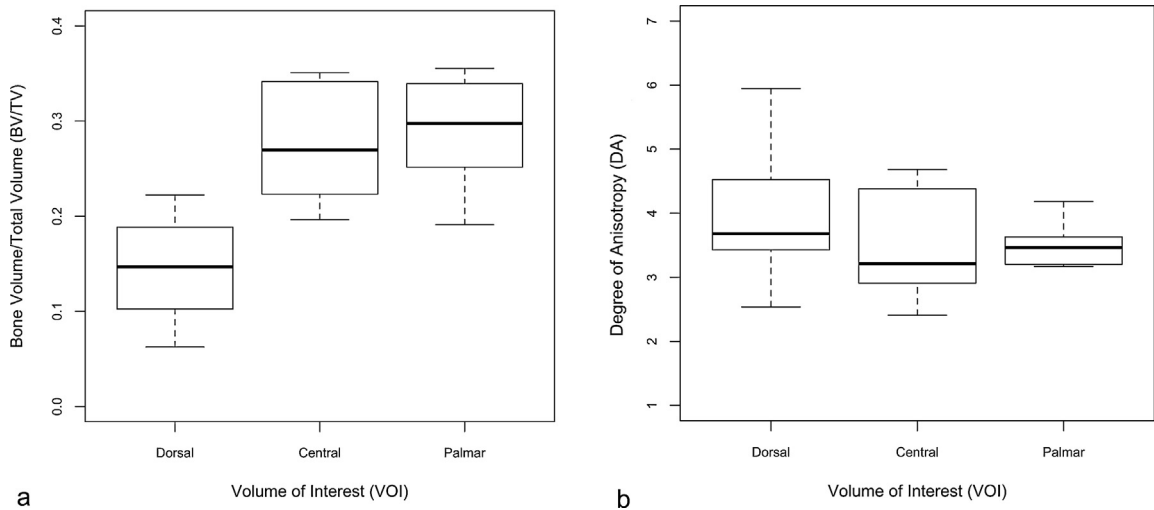 Bone Volume/Total Volume (BV/TV)
0.4
0.3
0.2
0.1
0.0
Dorsal Central Palmar
Volume of Interest (VOI)
a
Degree of Anisotropy (DA)
7
6
5
4
3
2
1
Dorsal Central Palmar
Volume of Interest (VOI)
b